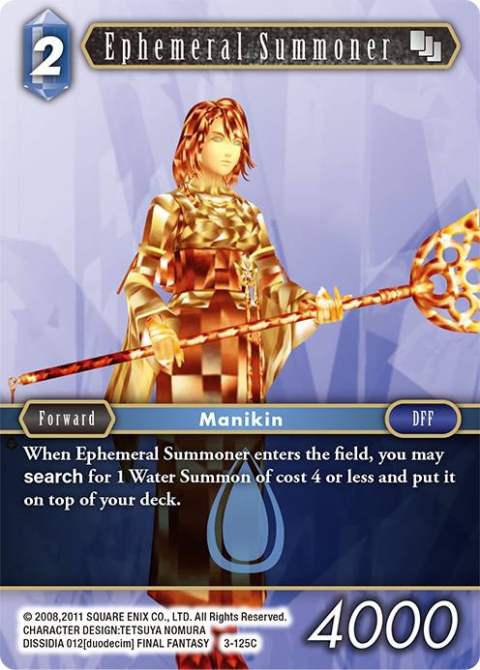 2
Ephemeral Summoner
Forward
Manikin
DFF
When Ephemeral Summoner enters the field, you may
search for 1 Water Summon of cost 4 or less and put it
on top of your deck.
© 2008,2011 SQUARE ENIX CO., LTD. All Rights Reserved.
CHARACTER DESIGN:TETSUYA NOMURA
DISSIDIA 012[duodecim] FINAL FANTASY 3-125C
4000